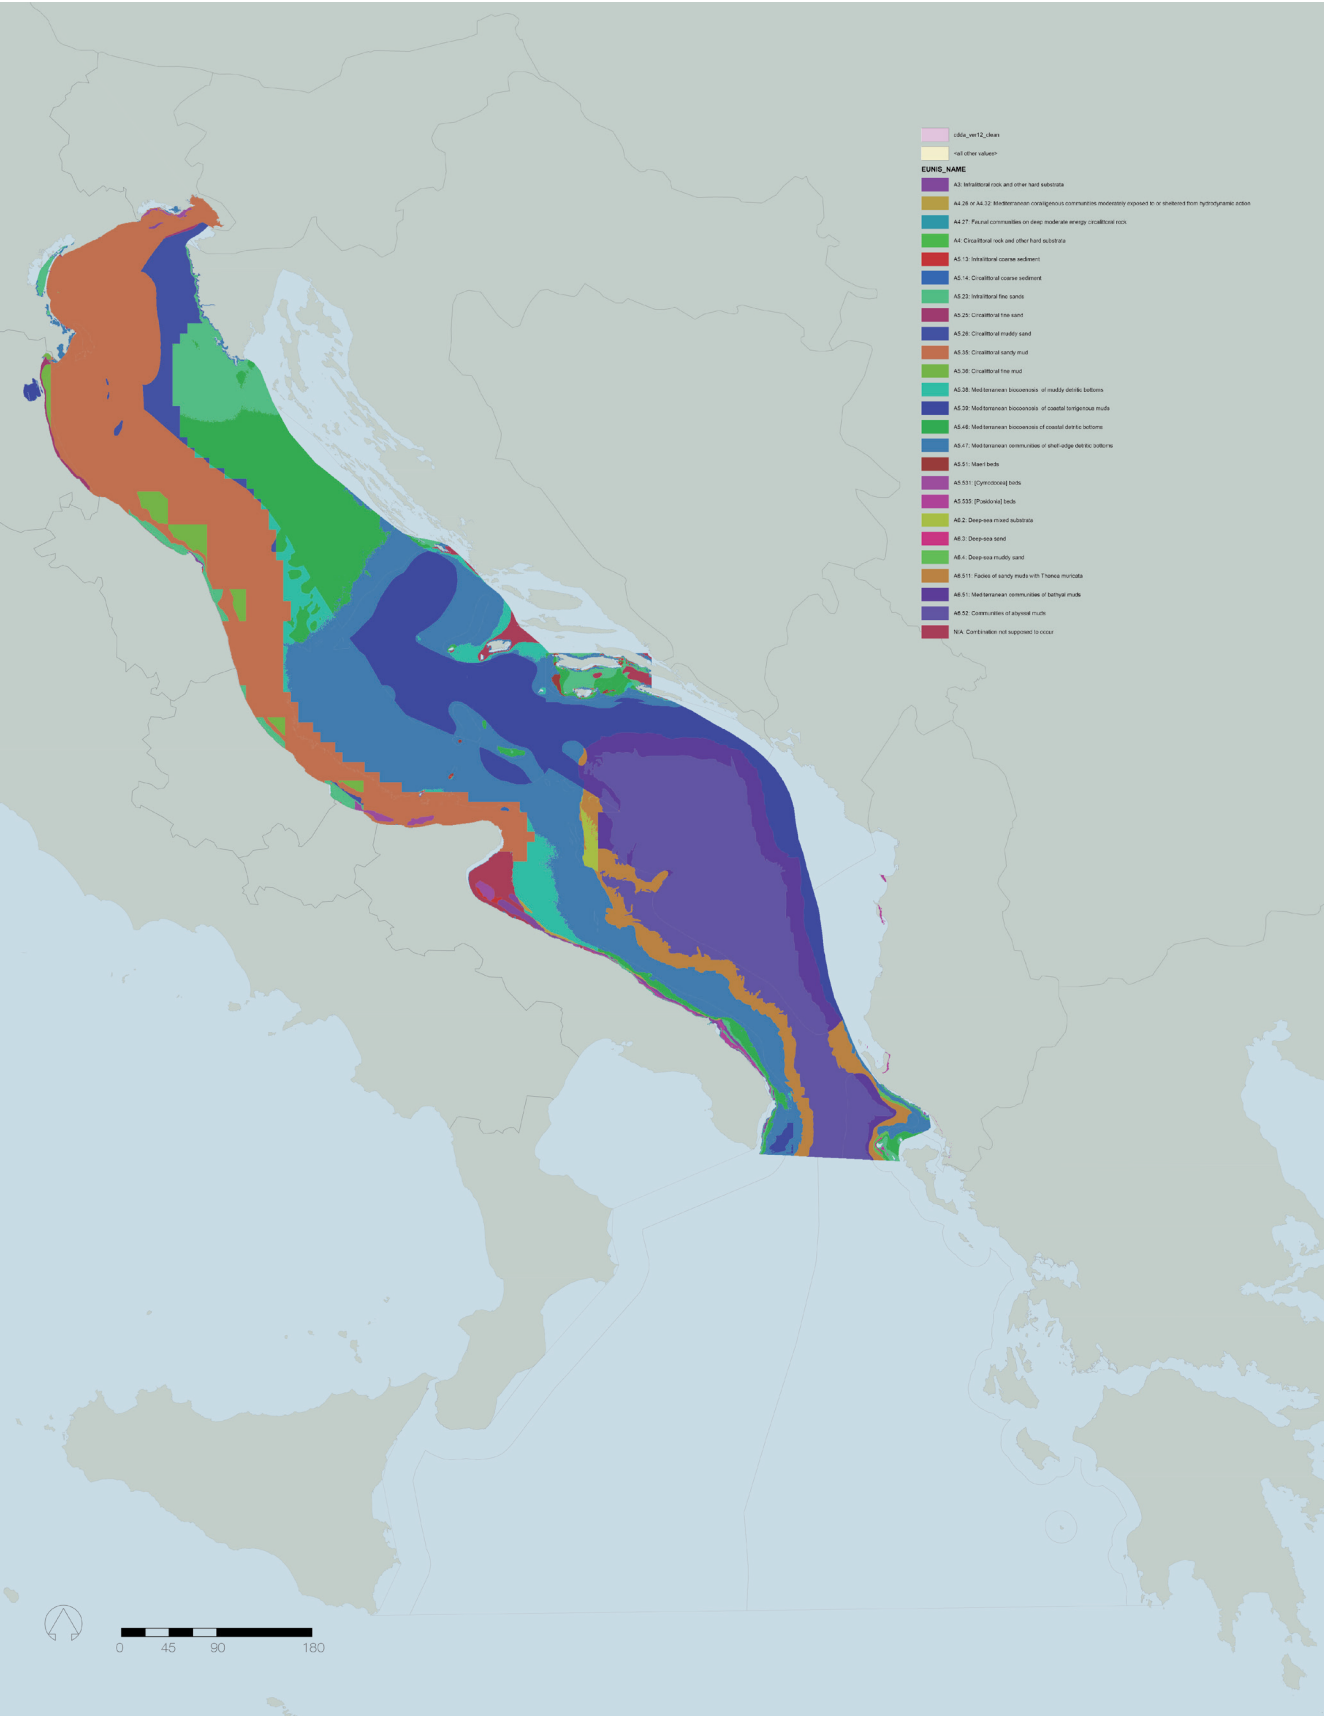 cdda_ver12_clean
<all other values>
EUNIS_NAME
A3: Infralittoral rock and other hard substrata
A4.26 or A4.32: Mediterranean coralligenous communities moderately exposed to or sheltered from hydrodynamic action
A4.27: Faunal communities on deep moderate energy circalittoral rock
A4: Circalittoral rock and other hard substrata
A5.13: Infralittoral coarse sediment
A5.14: Circalittoral coarse sediment
A5.23: Infralittoral fine sands
A5.25: Circalittoral fine sand
A5.26: Circalittoral muddy sand
A5.35: Circalittoral sandy mud
A5.36: Circalittoral fine mud
A5.38: Mediterranean biocoenosis of muddy detritic bottoms
A5.39: Mediterranean biocoenosis of coastal terrigenous muds
A5.46: Mediterranean biocoenosis of coastal detritic bottoms
A5.47: Mediterranean communities of shelf-edge detritic bottoms
A5.51: Maerl beds
A5.531: [Cymodocea] beds
A5.535: [Posidonia] beds
A6.2: Deep-sea mixed substrata
A6.3: Deep-sea sand
A6.4: Deep-sea muddy sand
A6.511: Facies of sandy muds with Thenea muricata
A6.51: Mediterranean communities of bathyal muds
A6.52: Communities of abyssal muds
N/A: Combination not supposed to occur
0 45 90 180